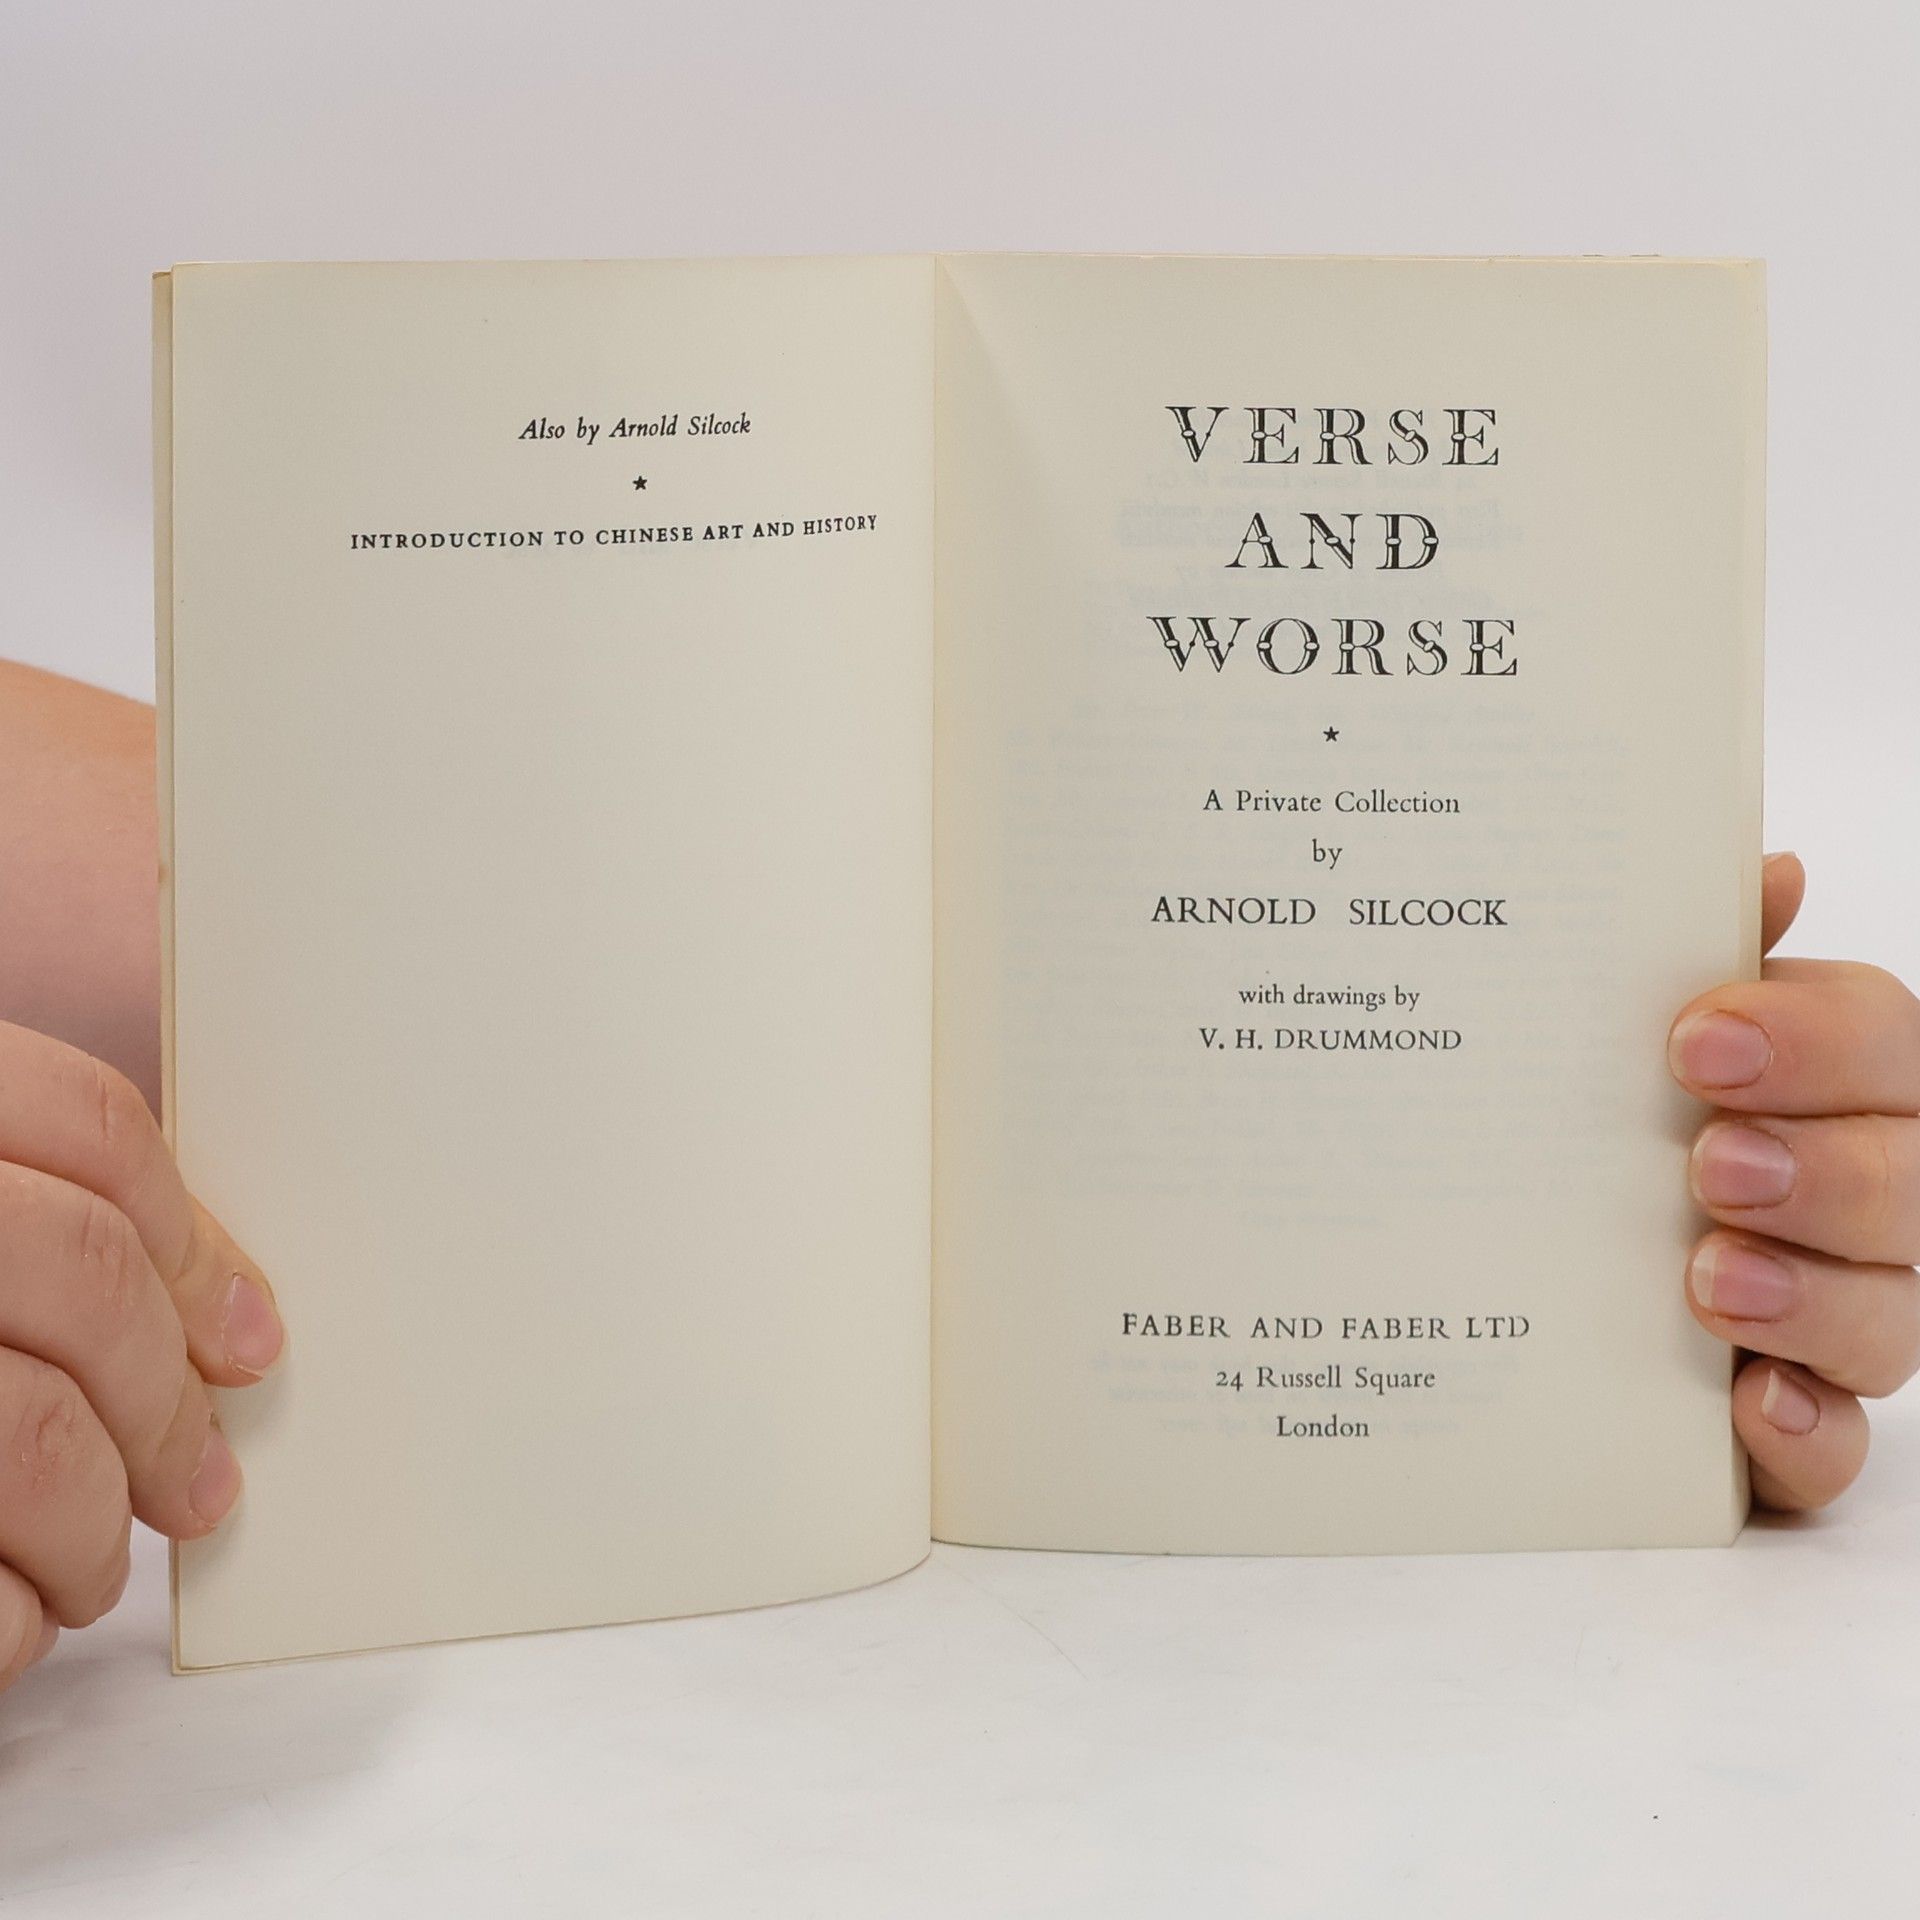 Also by Arnold Silcock
★
INTRODUCTION TO CHINESE ART AND HISTORY
VERSE
AND
WORSE
★
A Private Collection
by
ARNOLD SILCOCK
with drawings by
V. H. DRUMMOND
FABER AND FABER LTD
24 Russell Square
London